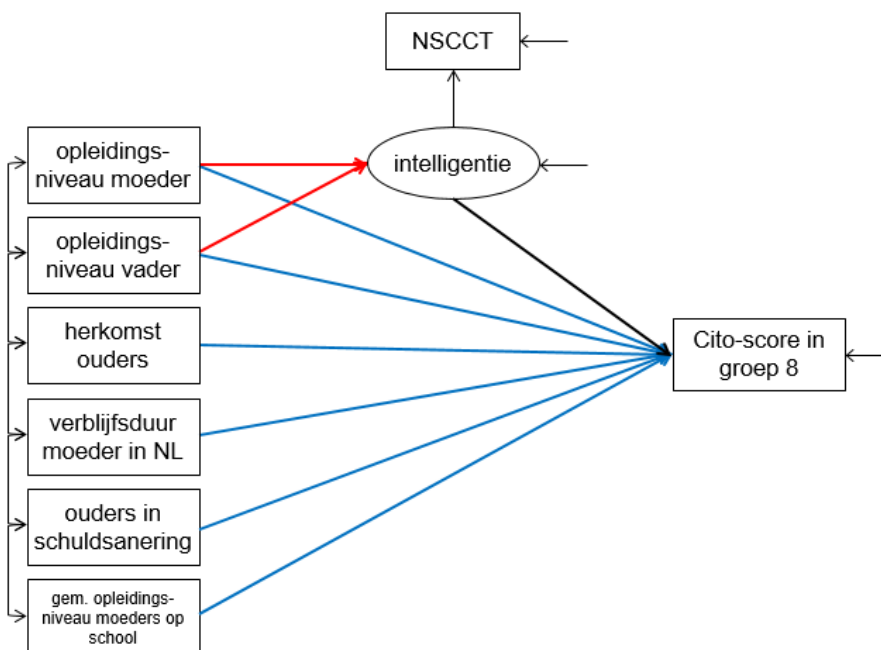 NSCCT
opleidings-
niveau moeder
intelligentie
opleidings-
niveau vader
herkomst
ouders
Cito-score in
groep 8
verblijfsduur
moeder in NL
ouders in
schuldsanering
gem. opleidings-
niveau moeders op
school